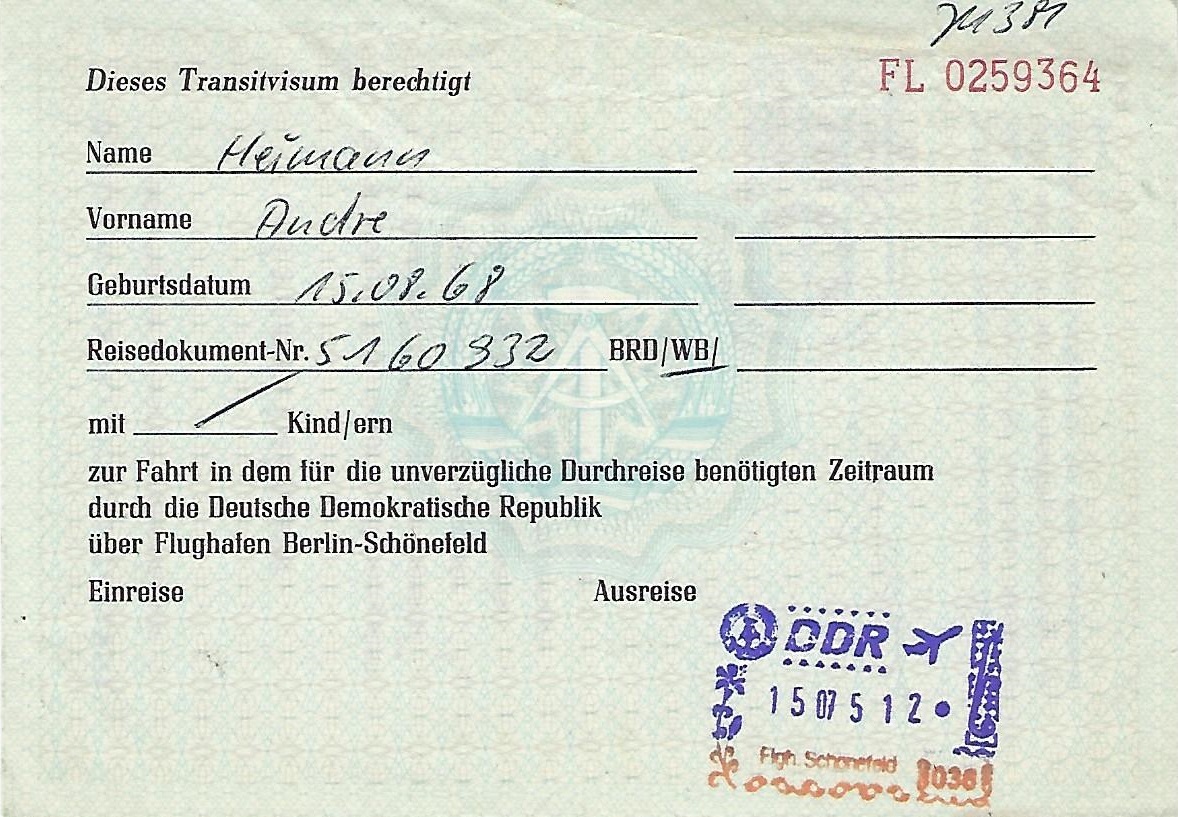 Dieses Transitvisum berechtigt
FL 0259364
Name Heimann
Vorname Andre
Geburtsdatum 15.08.68
Reisedokument-Nr. 5160932 BRD/WB/
mit Kind/ern
zur Fahrt in dem für die unverzügliche Durchreise benötigten Zeitraum
durch die Deutsche Demokratische Republik
über Flughafen Berlin-Schönefeld
Einreise Ausreise
DDR
15 07 5 12
Flgh. Schönefeld 036